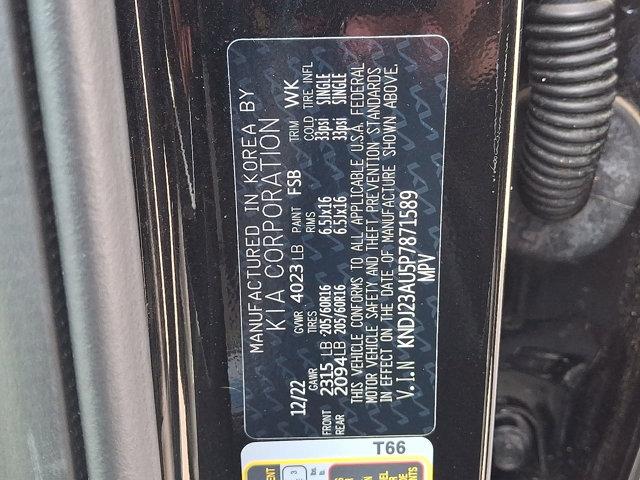 MANUFACTURED IN KOREA BY
KIA CORPORATION
12/22 GVWR 4023 LB PAINT FSB TRIM WK
GAWR TIRES RIMS COLD TIRE INFL
FRONT 2315 LB 205/60R16 6.5Jx16 33psi SINGLE
REAR 2094 LB 205/60R16 6.5Jx16 33psi SINGLE
THIS VEHICLE CONFORMS TO ALL APPLICABLE U.S.A. FEDERAL
MOTOR VEHICLE SAFETY AND THEFT PREVENTION STANDARDS
IN EFFECT ON THE DATE OF MANUFACTURE SHOWN ABOVE.
V.I.N KNDJ23AU5P7871589
MPV
T66